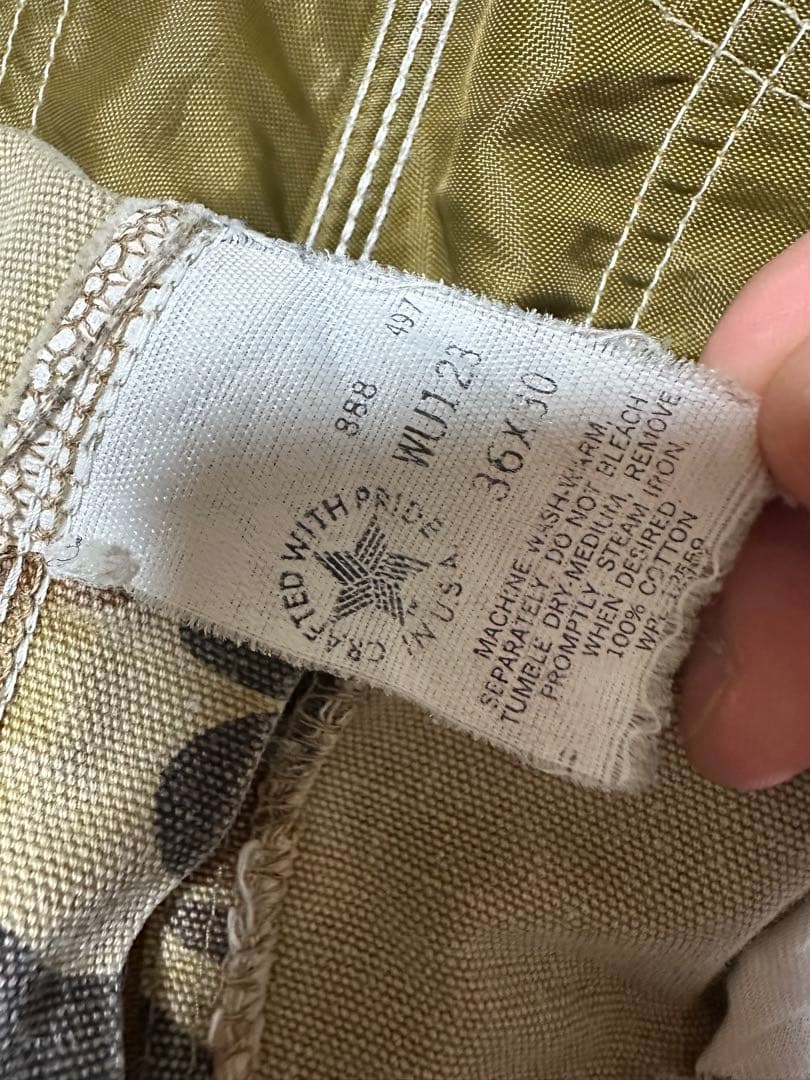 888 497
WU123
36X30
CRAFTED WITH PRIDE
IN USA
MACHINE WASH-WARM,
SEPARATELY. DO NOT BLEACH
TUMBLE DRY-MEDIUM, REMOVE
PROMPTLY. STEAM IRON,
WHEN DESIRED
100% COTTON